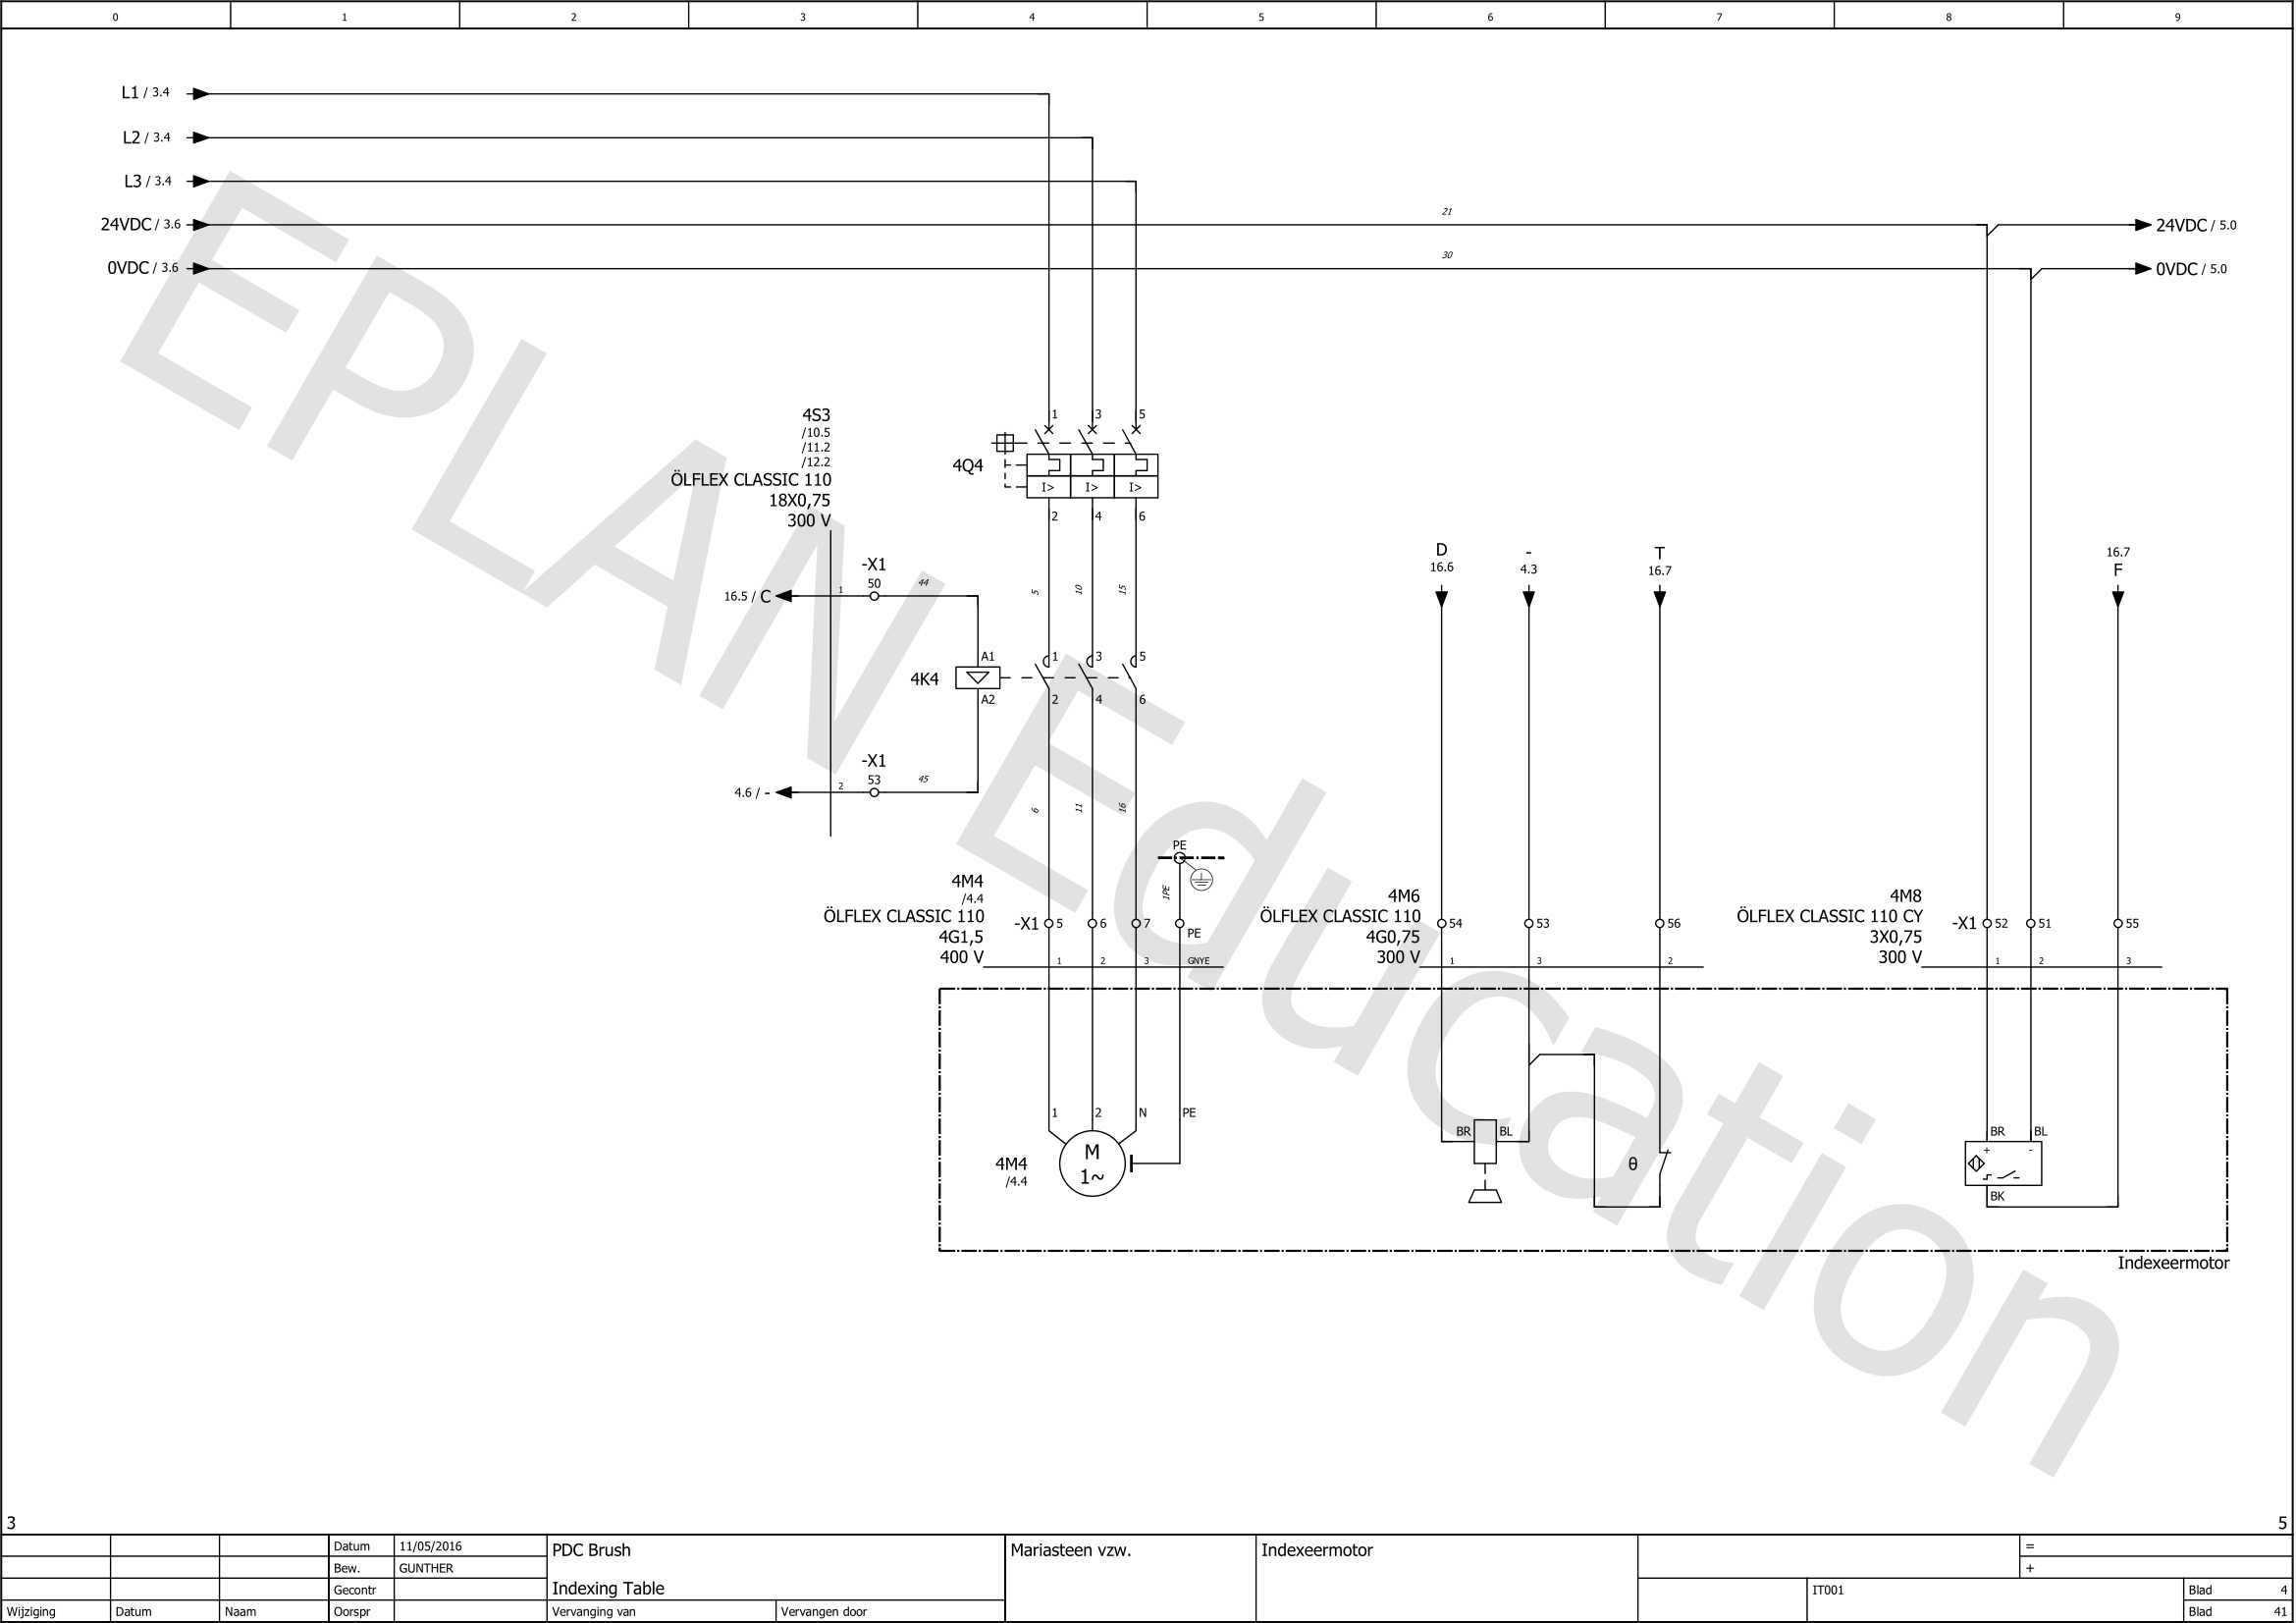 0 1 2 3 4 5 6 7 8 9
L1 / 3.4
L2 / 3.4
L3 / 3.4
21
24VDC / 3.6
24VDC / 5.0
30
0VDC / 3.6
0VDC / 5.0
EPLAN Education
4S3
/10.5
/11.2
/12.2
ÖLFLEX CLASSIC 110
18X0,75
300 V
1 3 5
4Q4
I> I> I>
2 4 6
D
16.6
-
4.3
T
16.7
16.7
F
-X1
50
44
16.5 / C
1
5 10 15
A1
4K4
A2
1 3 5
2 4 6
-X1
53
45
4.6 / -
2
6 11 16
PE
1PE
4M4
/4.4
ÖLFLEX CLASSIC 110
4G1,5
400 V
-X1 5 6 7 PE
1 2 3 GNYE
4M6
ÖLFLEX CLASSIC 110
4G0,75
300 V
54 53 56
1 3 2
4M8
ÖLFLEX CLASSIC 110 CY
3X0,75
300 V
-X1 52 51 55
1 2 3
1 2 N PE
M
1~
4M4
/4.4
BR BL
θ
BR BL
+ -
BK
Indexeermotor
3
5
Datum 11/05/2016
Bew. GUNTHER
Gecontr
Wijziging Datum Naam Oorspr
PDC Brush
Indexing Table
Vervanging van Vervangen door
Mariasteen vzw.
Indexeermotor
=
+
IT001
Blad 4
Blad 41